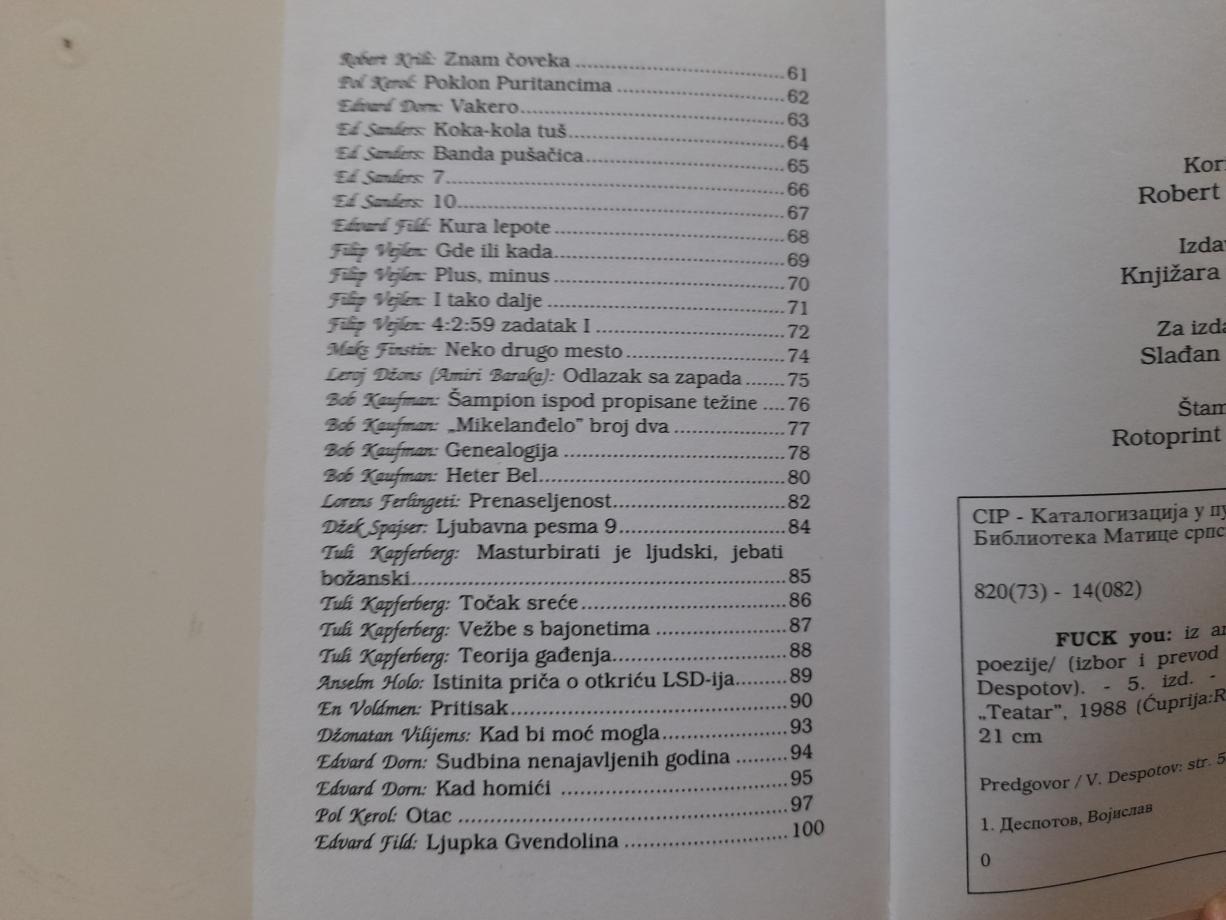 Robert Krili: Znam čoveka ........ 61
Pol Kerol: Poklon Puritancima ........ 62
Edvard Dorn: Vakero........ 63
Ed Sanders: Koka-kola tuš........ 64
Ed Sanders: Banda pušačica........ 65
Ed Sanders: 7........ 66
Ed Sanders: 10........ 67
Edvard Fild: Kura lepote ........ 68
Filip Vejlen: Gde ili kada........ 69
Filip Vejlen: Plus, minus ........ 70
Filip Vejlen: I tako dalje ........ 71
Filip Vejlen: 4:2:59 zadatak I ........ 72
Maks Finstin: Neko drugo mesto ........ 74
Leroj Džons (Amiri Baraka): Odlazak sa zapada ....... 75
Bob Kaufman: Šampion ispod propisane težine .... 76
Bob Kaufman: „Mikelanđelo” broj dva ........ 77
Bob Kaufman: Genealogija ........ 78
Bob Kaufman: Heter Bel........ 80
Lorens Ferlingeti: Prenaseljenost........ 82
Džek Spajser: Ljubavna pesma 9........ 84
Tuli Kapferberg: Masturbirati je ljudski, jebati
božanski........ 85
Tuli Kapferberg: Točak sreće........ 86
Tuli Kapferberg: Vežbe s bajonetima ........ 87
Tuli Kapferberg: Teorija gađenja........ 88
Anselm Holo: Istinita priča o otkriću LSD-ija........ 89
En Voldmen: Pritisak........ 90
Džonatan Vilijems: Kad bi moć mogla........ 93
Edvard Dorn: Sudbina nenajavljenih godina ........ 94
Edvard Dorn: Kad homići ........ 95
Pol Kerol: Otac ........ 97
Edvard Fild: Ljupka Gvendolina ........ 100
Robert
Knjižara
Za
Slađan
Rotoprint
CIP - Каталогизација у
Библиотека Матице
820(73) - 14(082)
FUCK you: iz
poezije/ (izbor i prevod
Despotov). - 5. izd. -
„Teatar”, 1988 (Ćuprija:
21 cm
Predgovor / V. Despotov: str.
1. Деспотов, Војислав
0